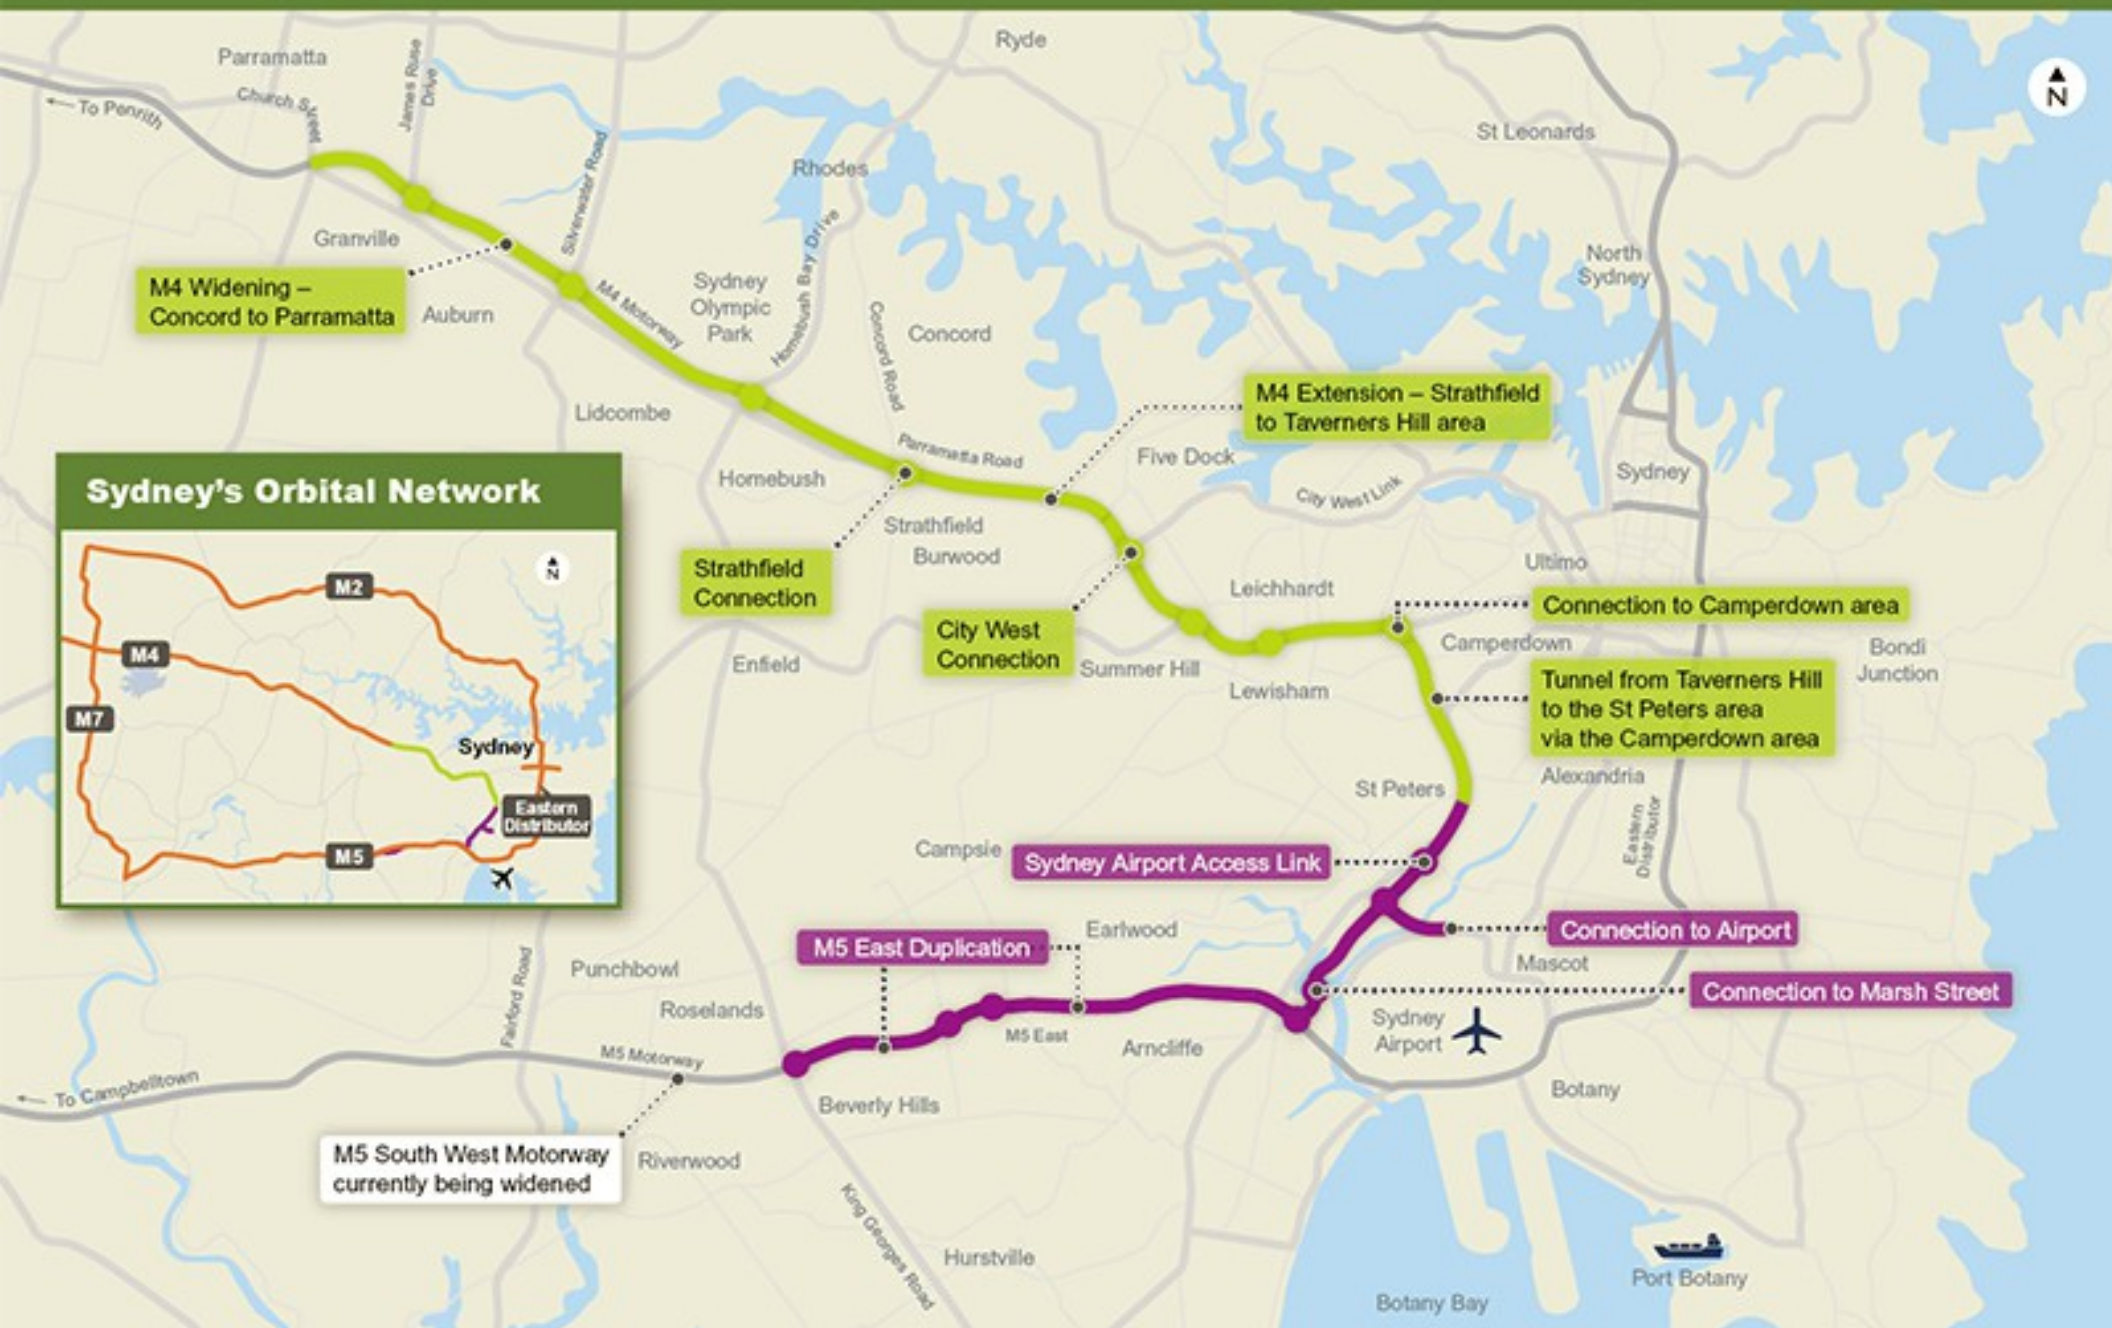 Parramatta
Ryde
N
Church Street
James Ruse
Drive
← To Penrith
St Leonards
Silverwater Road
Rhodes
Granville
M4 Widening –
Concord to Parramatta
Auburn
M4 Motorway
Sydney
Olympic
Park
Homebush Bay Drive
Concord Road
Concord
North
Sydney
M4 Extension – Strathfield
to Taverners Hill area
Lidcombe
Parramatta Road
Five Dock
City West Link
Sydney
Homebush
Strathfield
Burwood
Strathfield
Connection
City West
Connection
Leichhardt
Ultimo
Connection to Camperdown area
Camperdown
Bondi
Junction
Enfield
Summer Hill
Lewisham
Tunnel from Taverners Hill
to the St Peters area
via the Camperdown area
Alexandria
St Peters
Eastern
Distributor
Campsie
Sydney Airport Access Link
Earlwood
Connection to Airport
M5 East Duplication
Mascot
Connection to Marsh Street
Sydney
Airport
Punchbowl
Roselands
Fairford Road
M5 East
Arncliffe
M5 Motorway
← To Campbelltown
Beverly Hills
Botany
M5 South West Motorway
currently being widened
Riverwood
King Georges Road
Hurstville
Port Botany
Botany Bay
Sydney's Orbital Network
N
M2
M4
M7
Sydney
Eastern
Distributor
M5